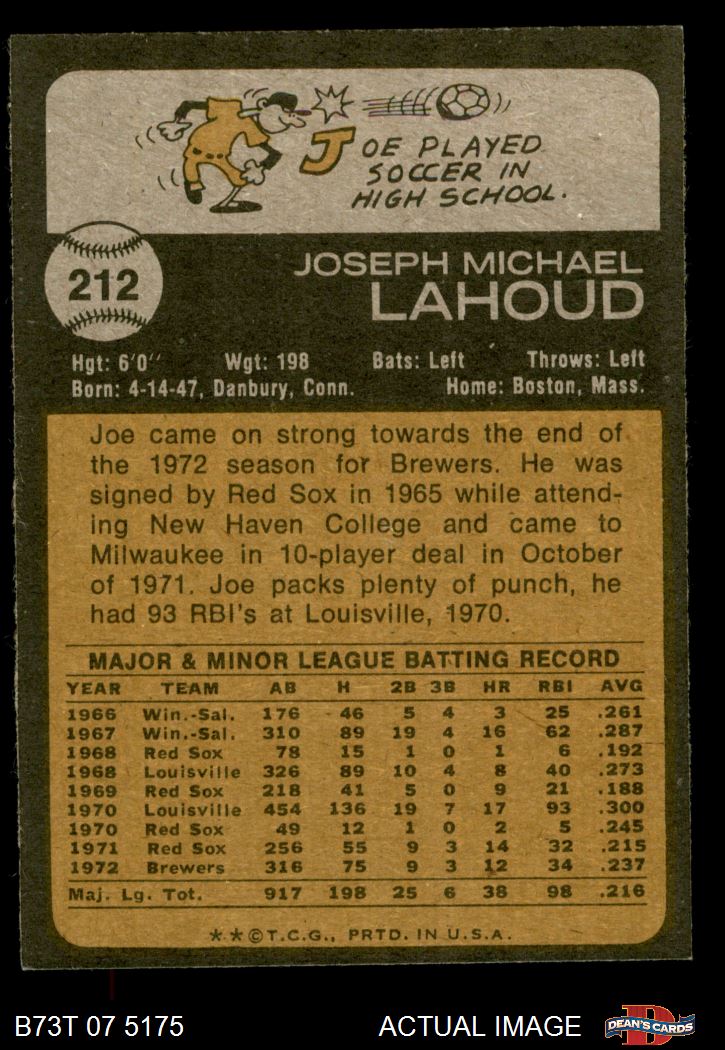 JOE PLAYED
SOCCER IN
HIGH SCHOOL.
212
JOSEPH MICHAEL
LAHOUD
Hgt: 6'0" Wgt: 198 Bats: Left Throws: Left
Born: 4-14-47, Danbury, Conn. Home: Boston, Mass.
Joe came on strong towards the end of
the 1972 season for Brewers. He was
signed by Red Sox in 1965 while attend-
ing New Haven College and came to
Milwaukee in 10-player deal in October
of 1971. Joe packs plenty of punch, he
had 93 RBI's at Louisville, 1970.
MAJOR & MINOR LEAGUE BATTING RECORD
YEAR TEAM AB H 2B 3B HR RBI AVG
1966 Win.-Sal. 176 46 5 4 3 25 .261
1967 Win.-Sal. 310 89 19 4 16 62 .287
1968 Red Sox 78 15 1 0 1 6 .192
1968 Louisville 326 89 10 4 8 40 .273
1969 Red Sox 218 41 5 0 9 21 .188
1970 Louisville 454 136 19 7 17 93 .300
1970 Red Sox 49 12 1 0 2 5 .245
1971 Red Sox 256 55 9 3 14 32 .215
1972 Brewers 316 75 9 3 12 34 .237
Maj. Lg. Tot. 917 198 25 6 38 98 .216
**©T.C.G., PRTD. IN U.S.A.
B73T 07 5175 ACTUAL IMAGE
DEAN'S CARDS